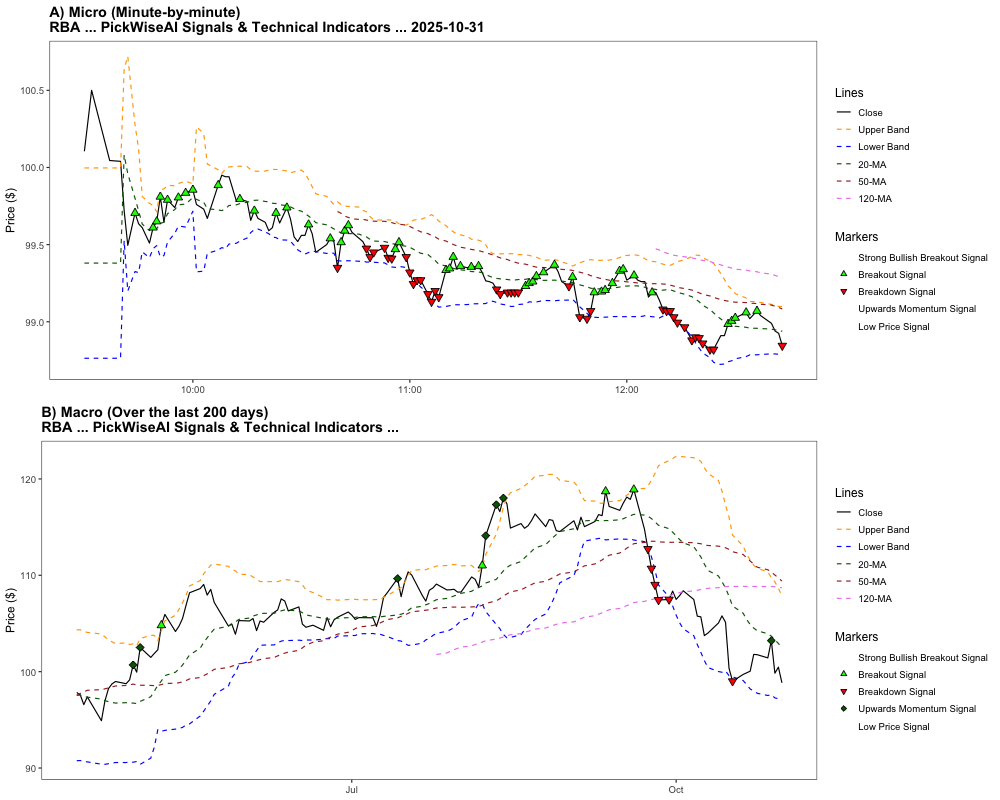 A) Micro (Minute-by-minute)
RBA ... PickWiseAI Signals & Technical Indicators ... 2025-10-31
Price ($)
100.5
100.0
99.5
99.0
10:00
11:00
12:00
Lines
Close
Upper Band
Lower Band
20-MA
50-MA
120-MA
Markers
Strong Bullish Breakout Signal
Breakout Signal
Breakdown Signal
Upwards Momentum Signal
Low Price Signal
B) Macro (Over the last 200 days)
RBA ... PickWiseAI Signals & Technical Indicators ...
Price ($)
120
110
100
90
Jul
Oct
Lines
Close
Upper Band
Lower Band
20-MA
50-MA
120-MA
Markers
Strong Bullish Breakout Signal
Breakout Signal
Breakdown Signal
Upwards Momentum Signal
Low Price Signal